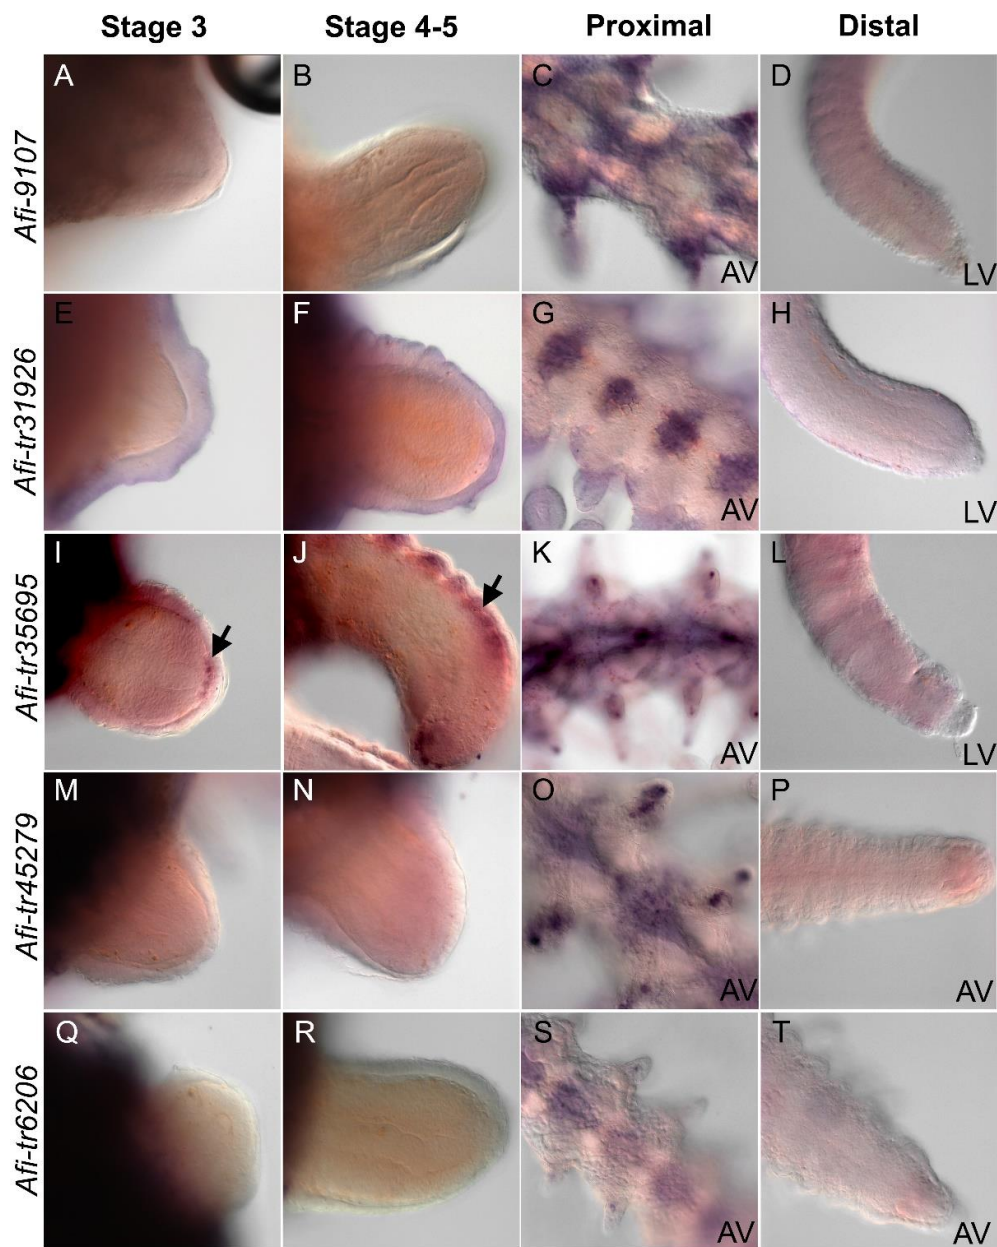 Stage 3 Stage 4-5 Proximal Distal
Afi-9107
A B C D
AV LV
Afi-tr31926
E F G H
AV LV
Afi-tr35695
I J K L
AV LV
Afi-tr45279
M N O P
AV AV
Afi-tr6206
Q R S T
AV AV